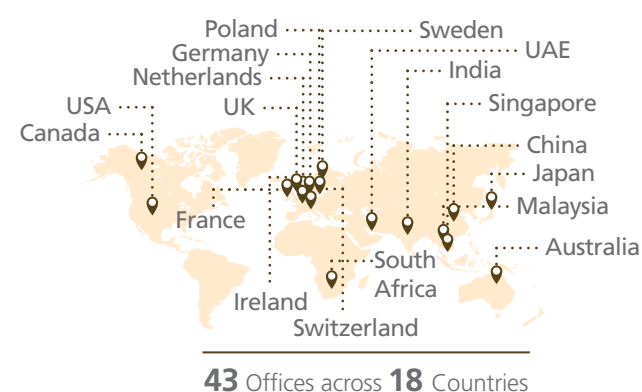 Poland
Sweden
Germany
UAE
Netherlands
India
USA
UK
Singapore
Canada
China
Japan
France
Malaysia
Australia
South
Africa
Ireland
Switzerland
43 Offices across 18 Countries